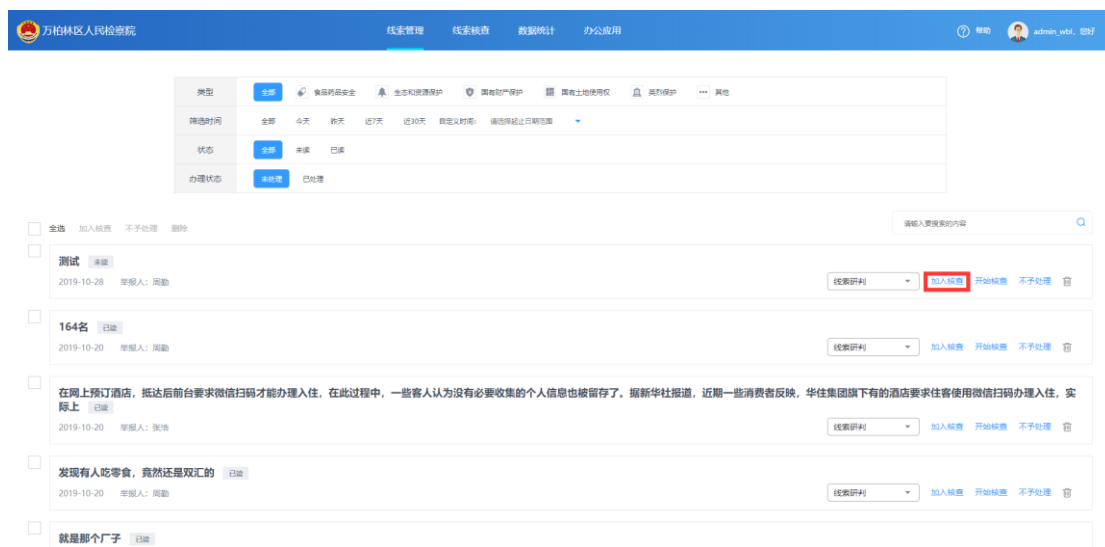 万柏林区人民检察院 线索管理 线索核查 数据统计 办公应用 帮助 admin_wbl，您好
类型 全部 食品药品安全 生态和资源保护 国有财产保护 国有土地使用权 英烈保护 其他
筛选时间 全部 今天 昨天 近7天 近30天 自定义时间： 请选择起止日期范围
状态 全部 未读 已读
办理状态 未处理 已处理
全选 加入核查 不予处理 删除 请输入要搜索的内容
测试 未读
2019-10-28 举报人：周勤 线索研判 加入核查 开始核查 不予处理
164名 已读
2019-10-20 举报人：周勤 线索研判 加入核查 开始核查 不予处理
在网上预订酒店，抵达后前台要求微信扫码才能办理入住，在此过程中，一些客人认为没有必要收集的个人信息也被留存了。据新华社报道，近期一些消费者反映，华住集团旗下有的酒店要求住客使用微信扫码办理入住，实
际上 已读
2019-10-20 举报人： 线索研判 加入核查 开始核查 不予处理
发现有人吃零食，竟然还是双汇的 已读
2019-10-20 举报人：周勤 线索研判 加入核查 开始核查 不予处理
就是那个厂子 已读